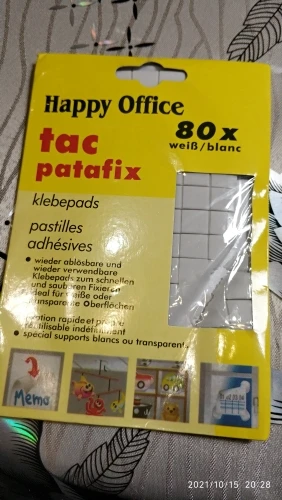 Happy Office
80x
weiß/blanc
tac
patafix
klebepads
pastilles
adhésives
• wieder ablösbare und
wieder verwendbare
Klebepads zum schnellen
und sauberen Fixieren
ideal für weiße oder
transparente Oberflächen
rapide et propre
réutilisable indéfiniment
• special supports blancs ou transparents
Memo
2021/10/15 20:28